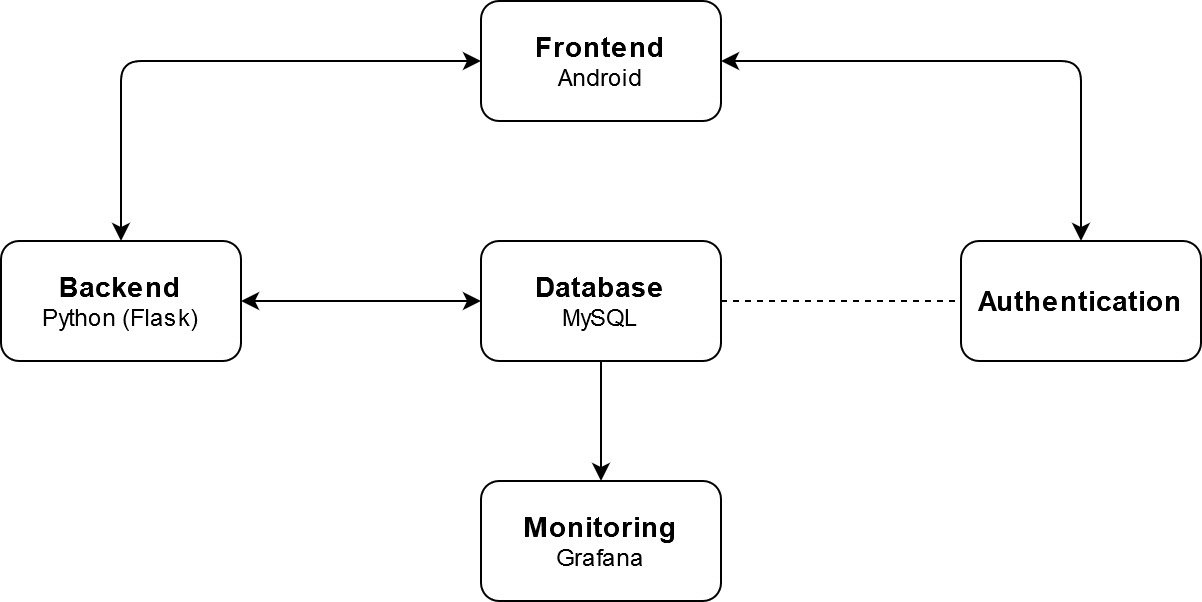 Frontend
Android
Backend
Python (Flask)
Database
MySQL
Authentication
Monitoring
Grafana